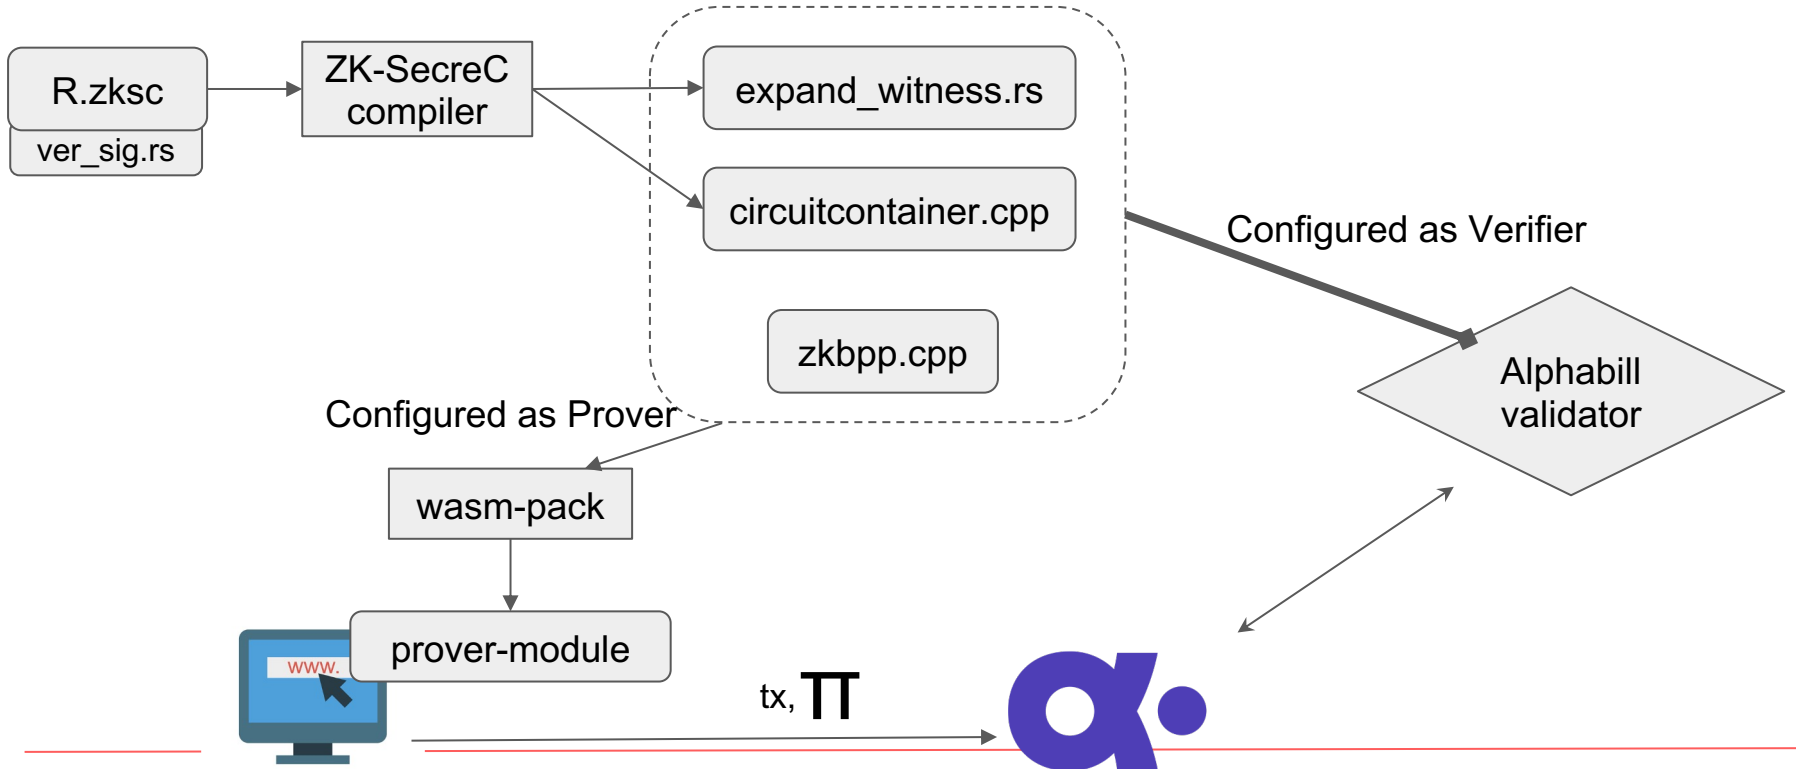 R.zksc
ver_sig.rs
ZK-SecreC
compiler
expand_witness.rs
circuitcontainer.cpp
zkbpp.cpp
Configured as Verifier
Alphabill
validator
Configured as Prover
wasm-pack
prover-module
www.
tx, π